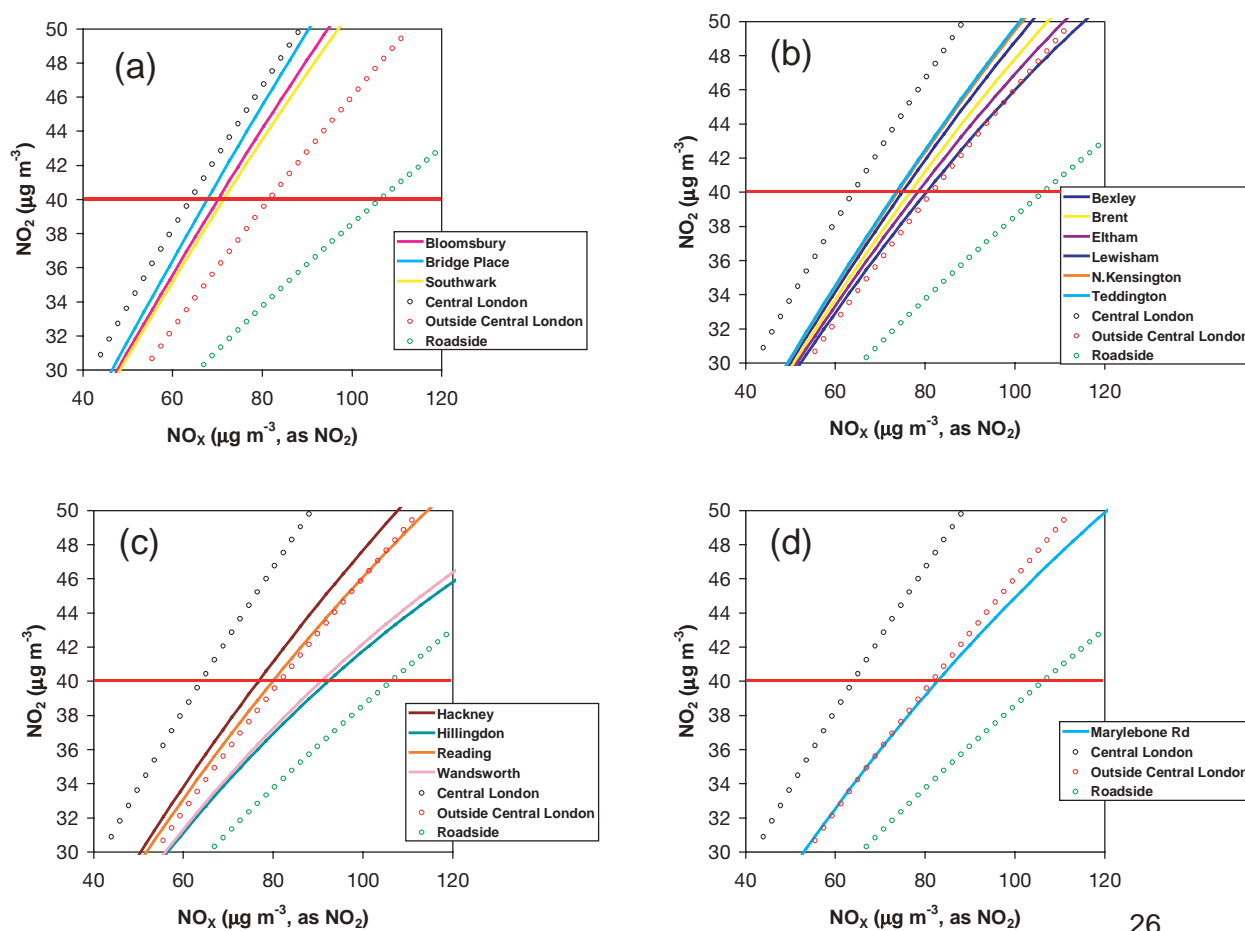 (a)
NO2 (µg m-3)
50
48
46
44
42
40
38
36
34
32
30
40 60 80 100 120
NOX (µg m-3, as NO2)
Bloomsbury
Bridge Place
Southwark
Central London
Outside Central London
Roadside
(b)
NO2 (µg m-3)
50
48
46
44
42
40
38
36
34
32
30
40 60 80 100 120
NOX (µg m-3, as NO2)
Bexley
Brent
Eltham
Lewisham
N.Kensington
Teddington
Central London
Outside Central London
Roadside
(c)
NO2 (µg m-3)
50
48
46
44
42
40
38
36
34
32
30
40 60 80 100 120
NOX (µg m-3, as NO2)
Hackney
Hillingdon
Reading
Wandsworth
Central London
Outside Central London
Roadside
(d)
NO2 (µg m-3)
50
48
46
44
42
40
38
36
34
32
30
40 60 80 100 120
NOX (µg m-3, as NO2)
Marylebone Rd
Central London
Outside Central London
Roadside
26